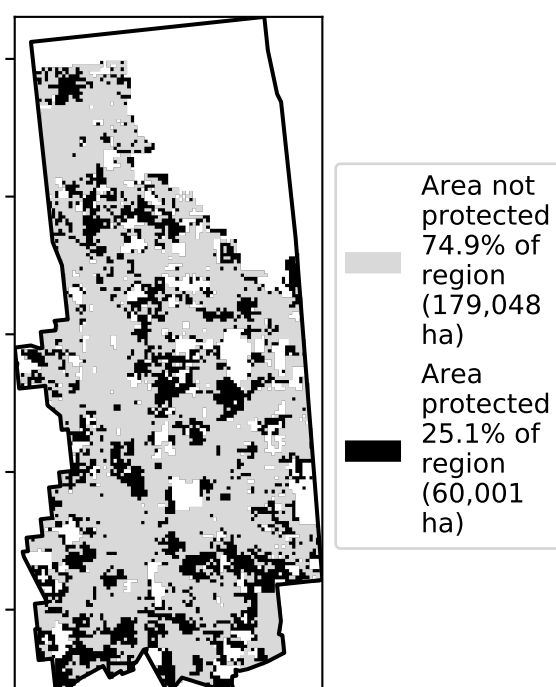 Area not
protected
74.9% of
region
(179,048
ha)
Area
protected
25.1% of
region
(60,001
ha)